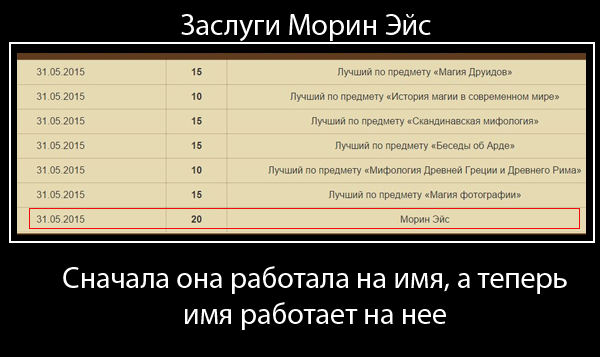 Заслуги Морин Эйс
31.05.2015 15 Лучший по предмету «Магия Друидов»
31.05.2015 10 Лучший по предмету «История магии в современном мире»
31.05.2015 15 Лучший по предмету «Скандинавская мифология»
31.05.2015 15 Лучший по предмету «Беседы об Арде»
31.05.2015 10 Лучший по предмету «Мифология Древней Греции и Древнего Рима»
31.05.2015 15 Лучший по предмету «Магия фотографии»
31.05.2015 20 Морин Эйс
Сначала она работала на имя, а теперь
имя работает на нее